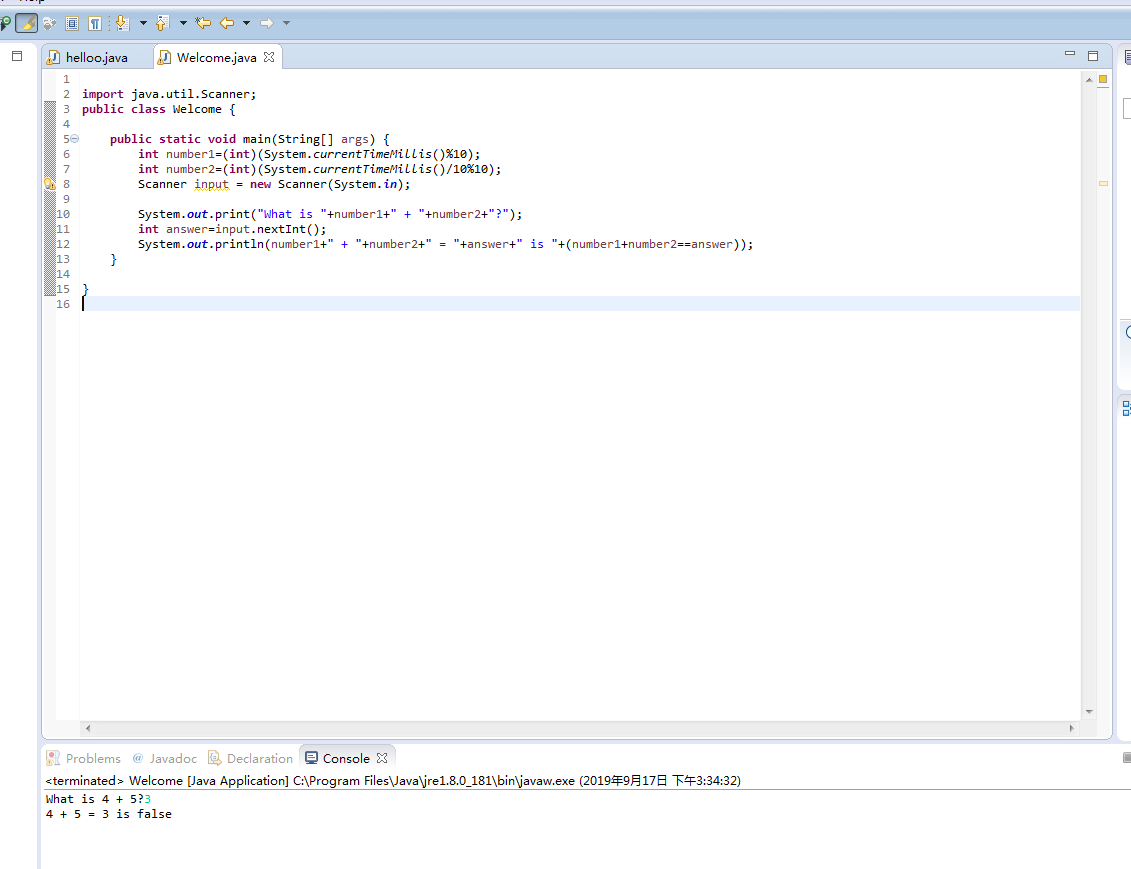 helloo.java Welcome.java
1
2 import java.util.Scanner;
3 public class Welcome {
4
5 public static void main(String[] args) {
6 int number1=(int)(System.currentTimeMillis()%10);
7 int number2=(int)(System.currentTimeMillis()/10%10);
8 Scanner input = new Scanner(System.in);
9
10 System.out.print("What is "+number1+" + "+number2+"?");
11 int answer=input.nextInt();
12 System.out.println(number1+" + "+number2+" = "+answer+" is "+(number1+number2==answer));
13 }
14
15 }
16
Problems @ Javadoc Declaration Console
<terminated> Welcome [Java Application] C:\Program Files\Java\jre1.8.0_181\bin\javaw.exe (2019年9月17日 下午3:34:32)
What is 4 + 5?3
4 + 5 = 3 is false